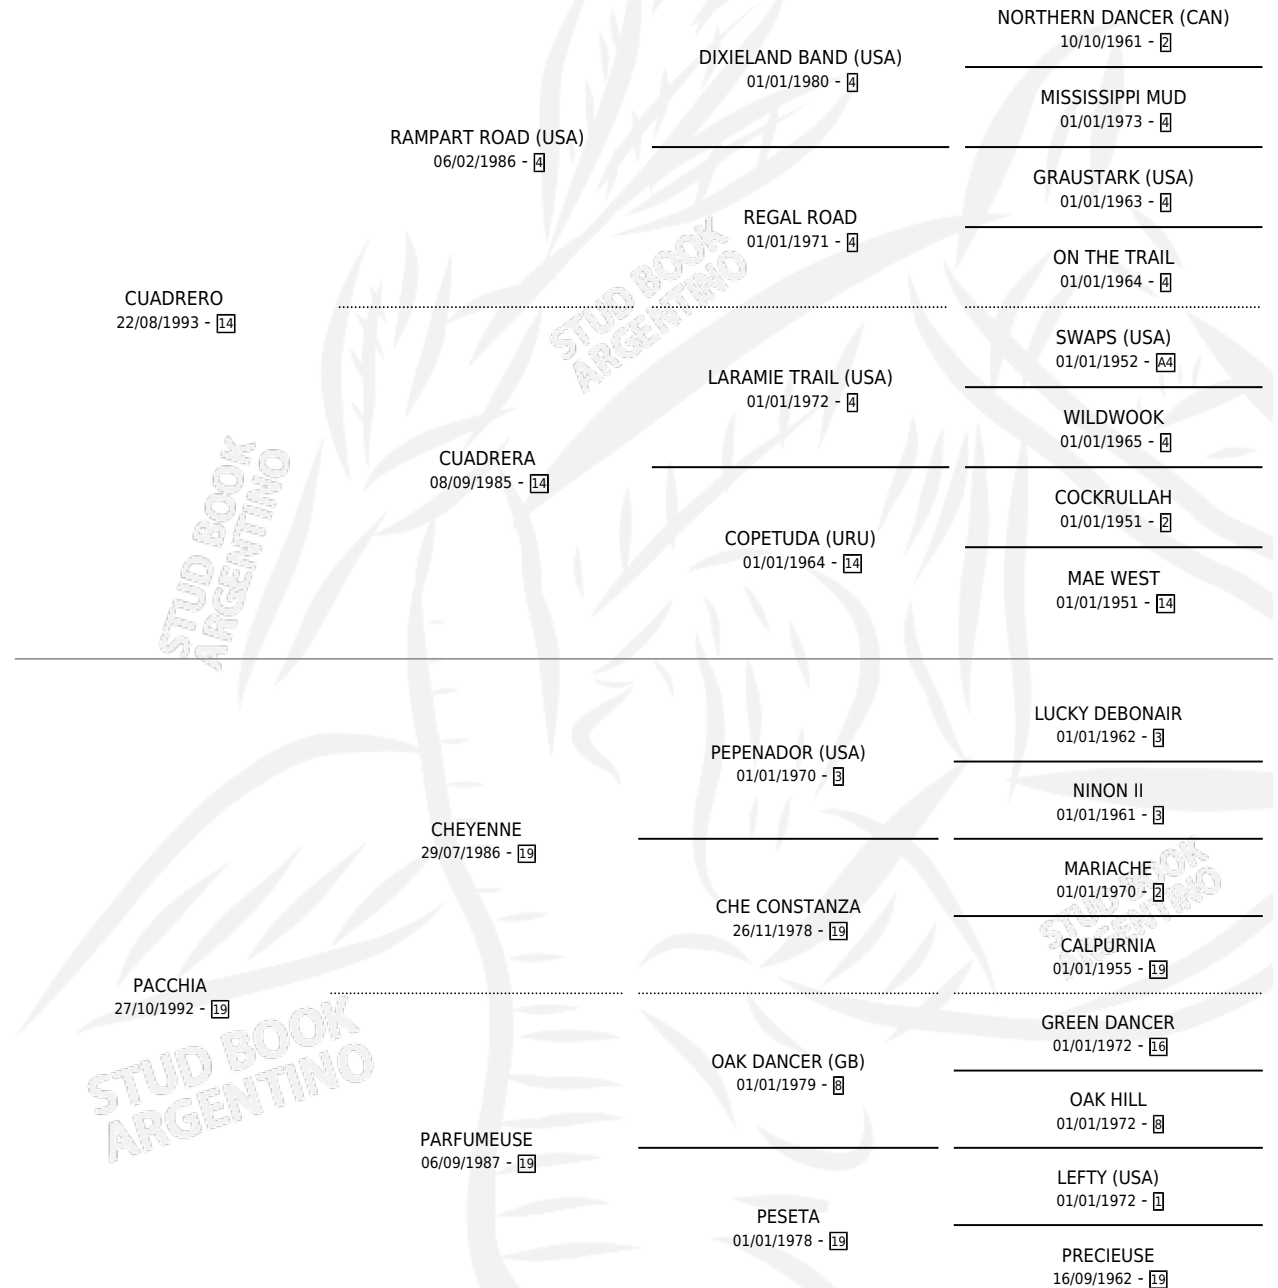 NORTHERN DANCER (CAN)
10/10/1961 - 2
DIXIELAND BAND (USA)
01/01/1980 - 4
MISSISSIPPI MUD
01/01/1973 - 4
RAMPART ROAD (USA)
06/02/1986 - 4
GRAUSTARK (USA)
01/01/1963 - 4
REGAL ROAD
01/01/1971 - 4
ON THE TRAIL
01/01/1964 - 4
CUADRERO
22/08/1993 - 14
SWAPS (USA)
01/01/1952 - A4
LARAMIE TRAIL (USA)
01/01/1972 - 4
WILDWOOK
01/01/1965 - 4
CUADRERA
08/09/1985 - 14
COCKRULLAH
01/01/1951 - 2
COPETUDA (URU)
01/01/1964 - 14
MAE WEST
01/01/1951 - 14
STUD BOOK
ARGENTINO
STUD BOOK
ARGENTINO
LUCKY DEBONAIR
01/01/1962 - 3
PEPENADOR (USA)
01/01/1970 - 3
NINON II
01/01/1961 - 3
CHEYENNE
29/07/1986 - 19
MARIACHE
01/01/1970 - 2
CHE CONSTANZA
26/11/1978 - 19
CALPURNIA
01/01/1955 - 19
PACCHIA
27/10/1992 - 19
GREEN DANCER
01/01/1972 - 16
OAK DANCER (GB)
01/01/1979 - 8
OAK HILL
01/01/1972 - 8
PARFUMEUSE
06/09/1987 - 19
LEFTY (USA)
01/01/1972 - 1
PESETA
01/01/1978 - 19
PRECIEUSE
16/09/1962 - 19
STUD BOOK
ARGENTINO
STUD BOOK
ARGENTINO